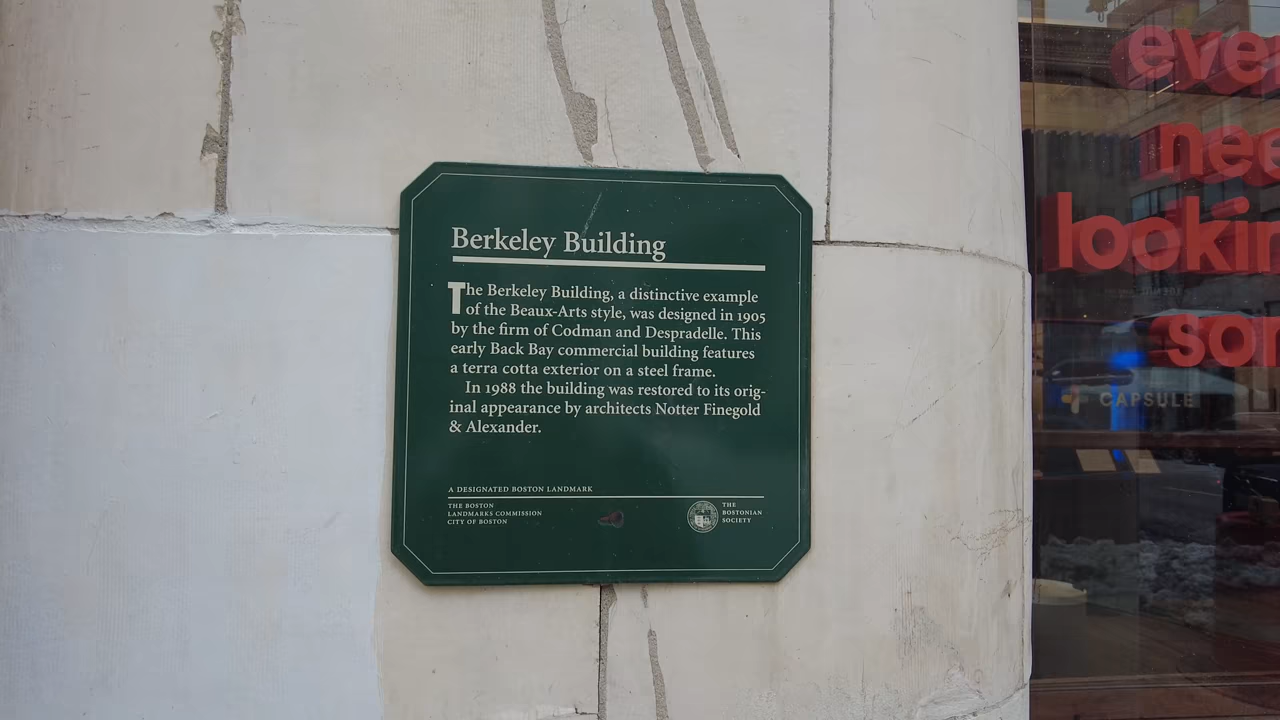 Berkeley Building
The Berkeley Building, a distinctive example
of the Beaux-Arts style, was designed in 1905
by the firm of Codman and Despradelle. This
early Back Bay commercial building features
a terra cotta exterior on a steel frame.
In 1988 the building was restored to its orig-
inal appearance by architects Notter Finegold
& Alexander.
A DESIGNATED BOSTON LANDMARK
THE BOSTON
LANDMARKS COMMISSION
CITY OF BOSTON
THE
BOSTONIAN
SOCIETY
ever
nee
lookin
som
CAPSULE